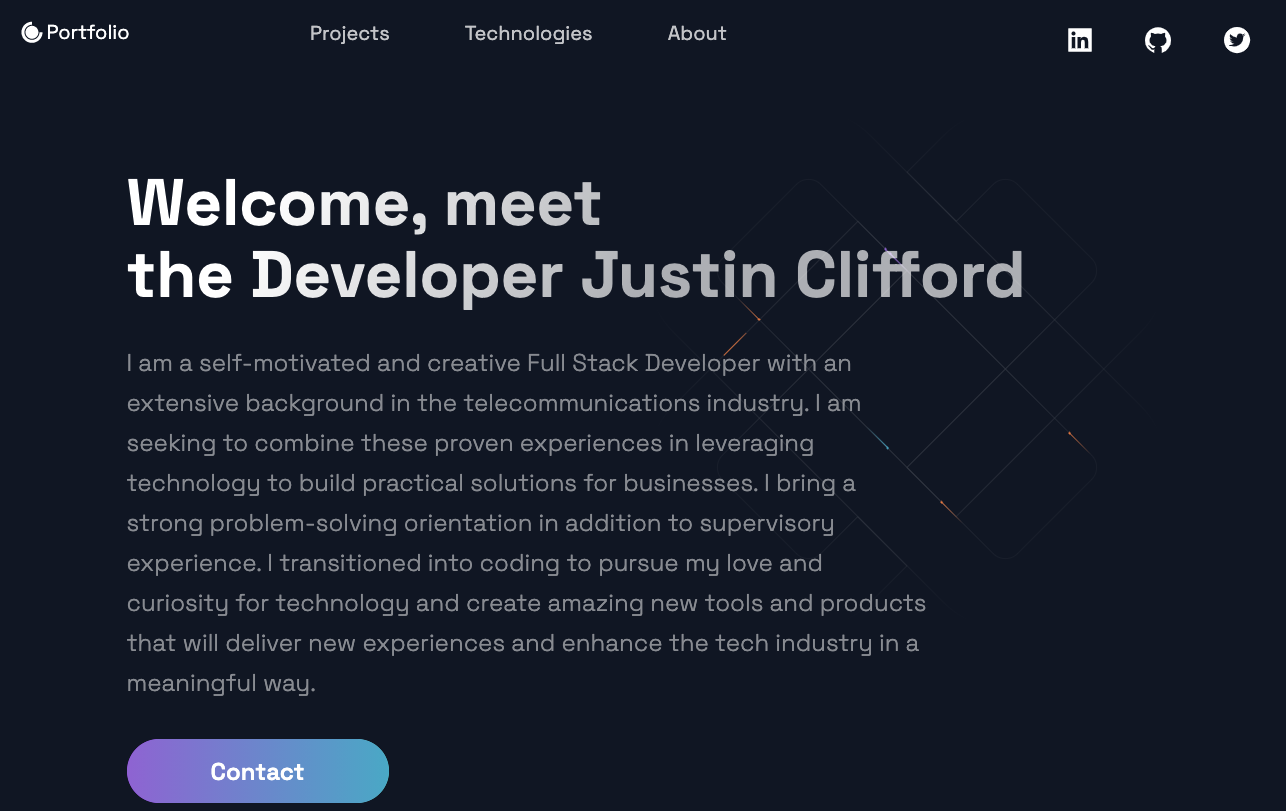 Portfolio
Projects
Technologies
About
Welcome, meet
the Developer Justin Clifford
I am a self-motivated and creative Full Stack Developer with an
extensive background in the telecommunications industry. I am
seeking to combine these proven experiences in leveraging
technology to build practical solutions for businesses. I bring a
strong problem-solving orientation in addition to supervisory
experience. I transitioned into coding to pursue my love and
curiosity for technology and create amazing new tools and products
that will deliver new experiences and enhance the tech industry in a
meaningful way.
Contact